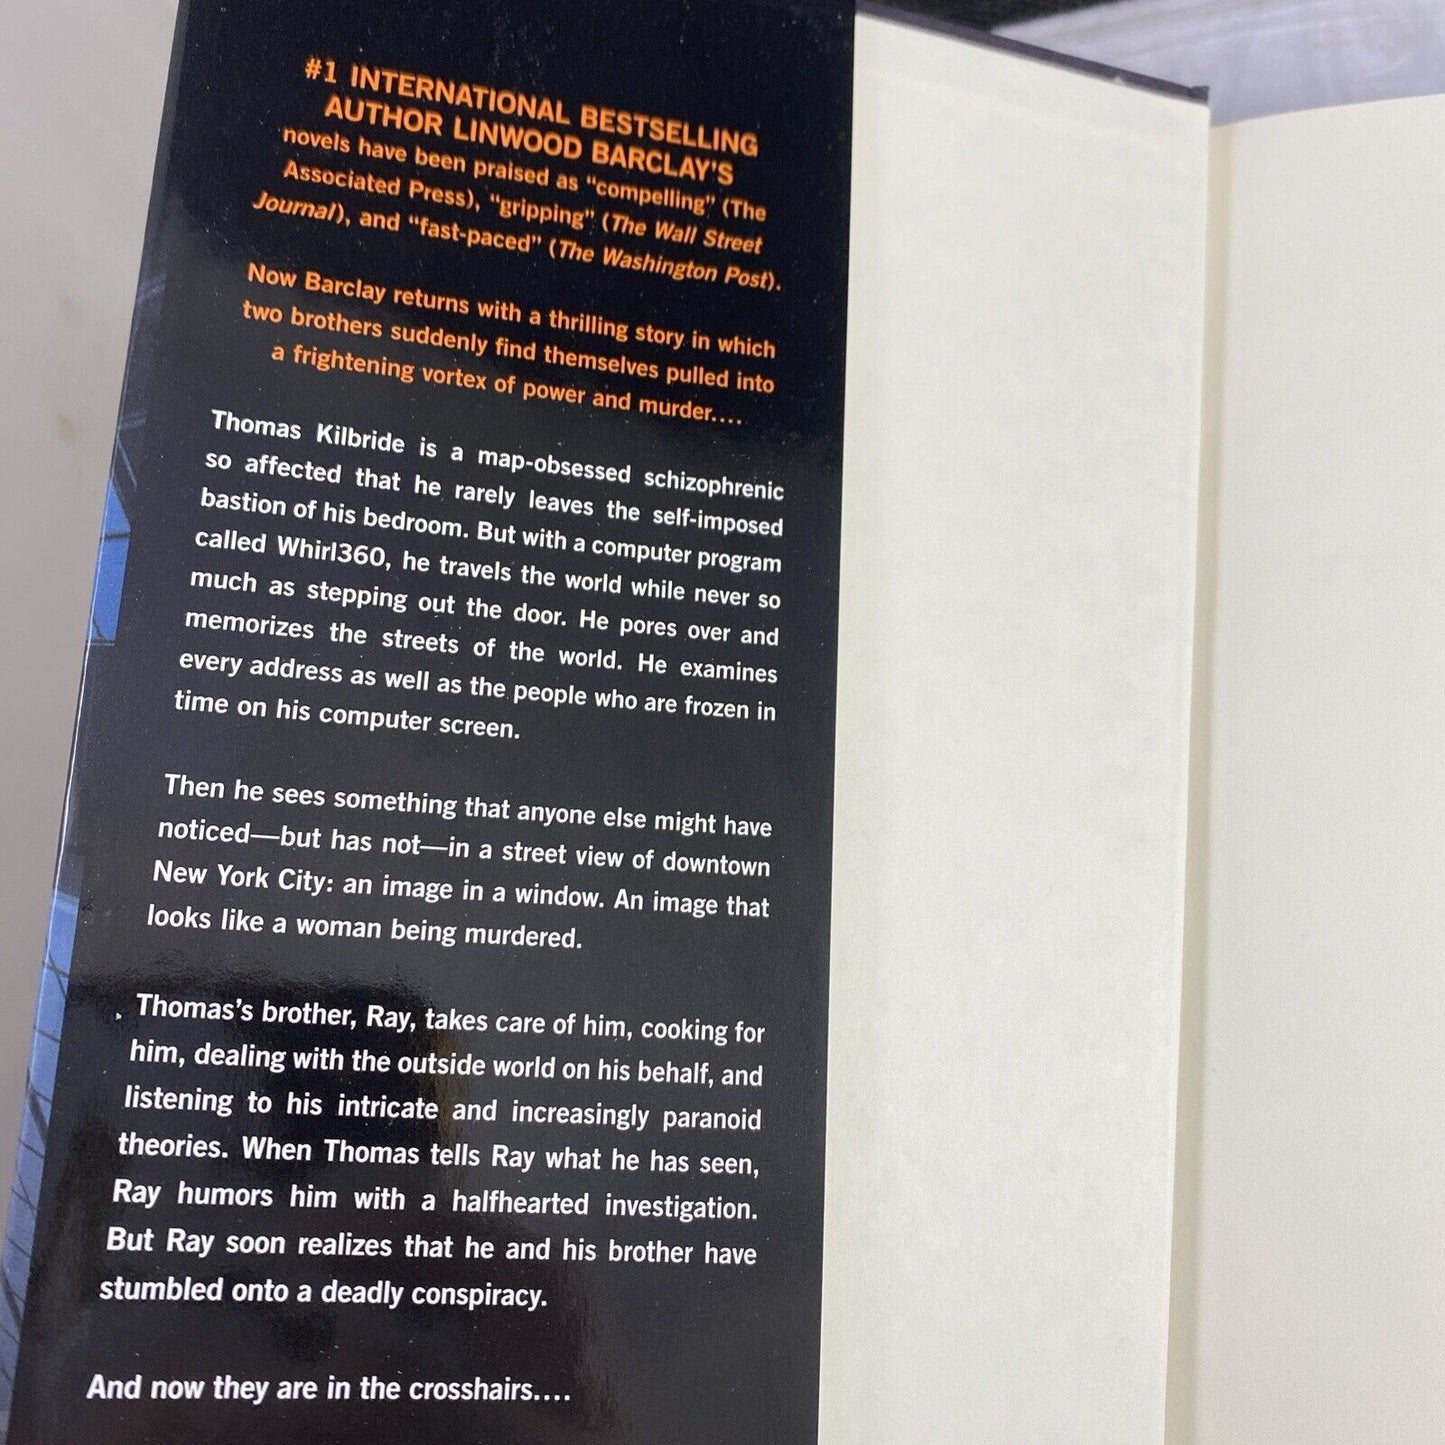 #1 INTERNATIONAL BESTSELLING
AUTHOR LINWOOD BARCLAY'S
novels have been praised as "compelling" (The
Associated Press), "gripping" (The Wall Street
Journal), and "fast-paced" (The Washington Post).
Now Barclay returns with a thrilling story in which
two brothers suddenly find themselves pulled into
a frightening vortex of power and murder....
Thomas Kilbride is a map-obsessed schizophrenic
so affected that he rarely leaves the self-imposed
bastion of his bedroom. But with a computer program
called Whirl360, he travels the world while never so
much as stepping out the door. He pores over and
memorizes the streets of the world. He examines
every address as well as the people who are frozen in
time on his computer screen.
Then he sees something that anyone else might have
noticed—but has not—in a street view of downtown
New York City: an image in a window. An image that
looks like a woman being murdered.
Thomas's brother, Ray, takes care of him, cooking for
him, dealing with the outside world on his behalf, and
listening to his intricate and increasingly paranoid
theories. When Thomas tells Ray what he has seen,
Ray humors him with a halfhearted investigation.
But Ray soon realizes that he and his brother have
stumbled onto a deadly conspiracy.
And now they are in the crosshairs....